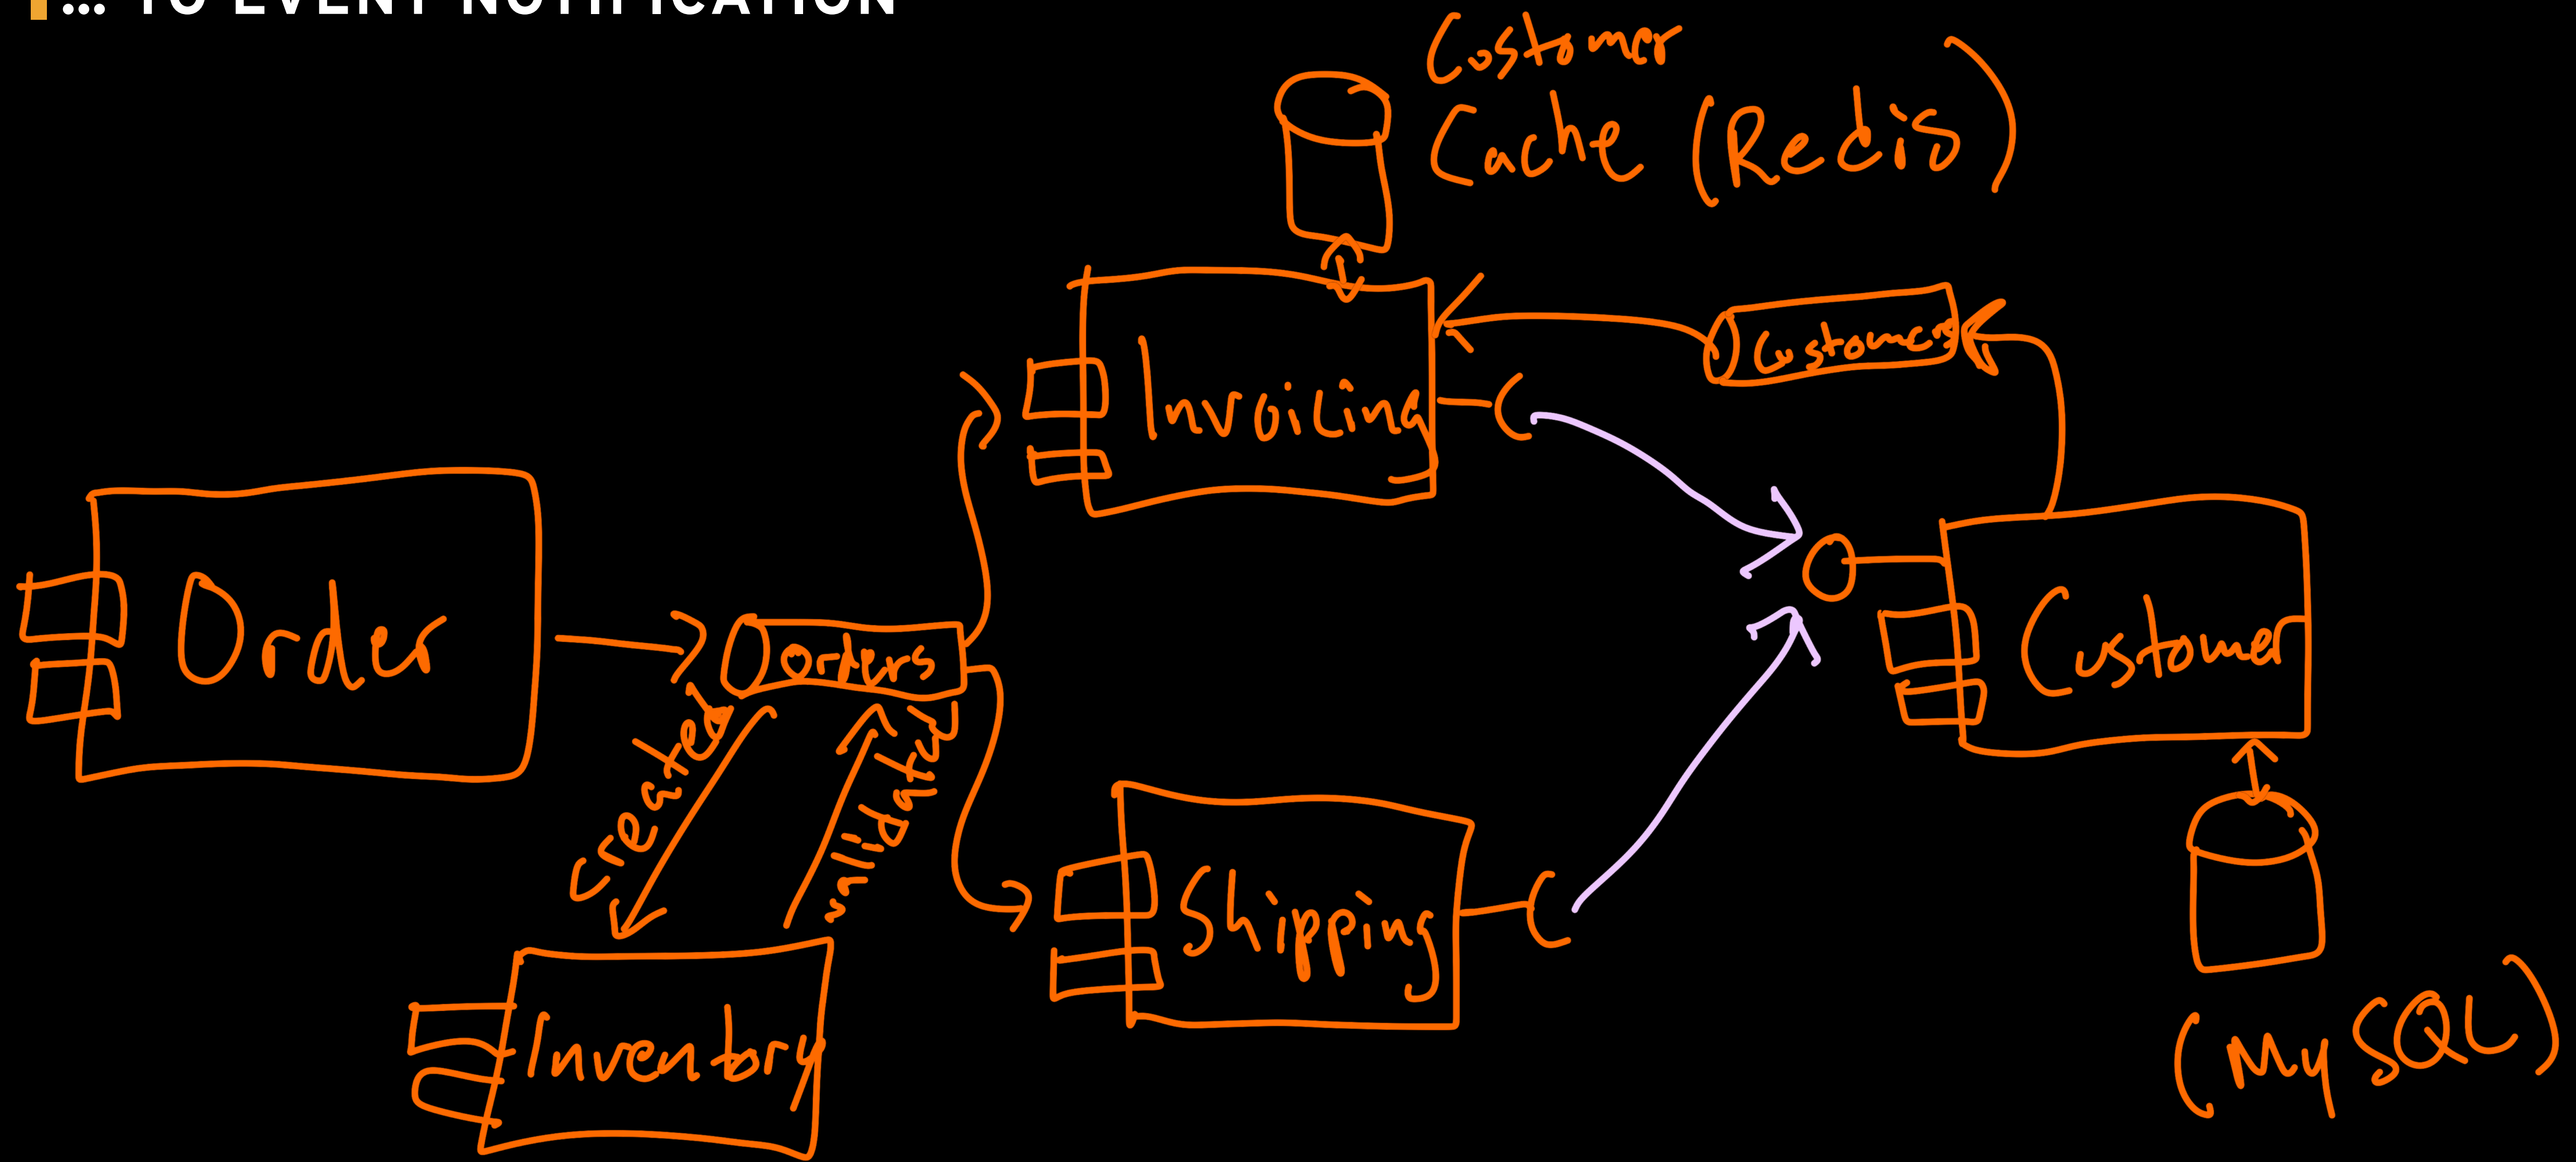 ... TO EVENT NOTIFICATION
Customer
Cache (Redis)
Customers
Invoicing
Order
Orders
Customer
created
validated
Shipping
Inventory
(MySQL)